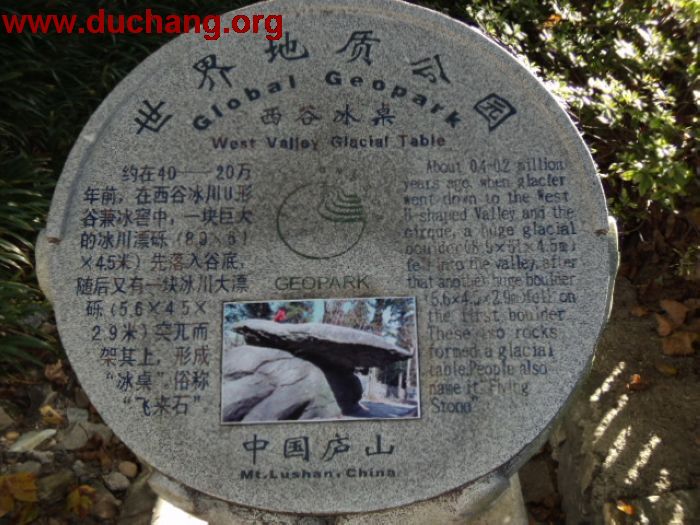 www.duchang.org
世界地质公园
Global Geopark
西谷冰桌
West Valley Glacial Table
约在40——20万
年前，在西谷冰川U形
谷兼冰窖中，一块巨大
的冰川漂砾（8.9×51
×4.5米）先落入谷底，
随后又有一块冰川大漂
砾（5.6×4.5×
2.9米）突兀而
架其上，形成
“冰桌”，俗称
“飞来石”
About 0.4-0.2 million
years ago, when glacier
went down to the West
U-shaped Valley and the
cirque, a huge glacial
boulder(8.9×51×4.5m)
fell into the valley, after
that another huge boulder
(5.6×4.5×2.9m)fell on
the first boulder.
These two rocks
formed a glacial
table.People also
name it "Flying
Stone"
GEOPARK
中国庐山
Mt.Lushan, China